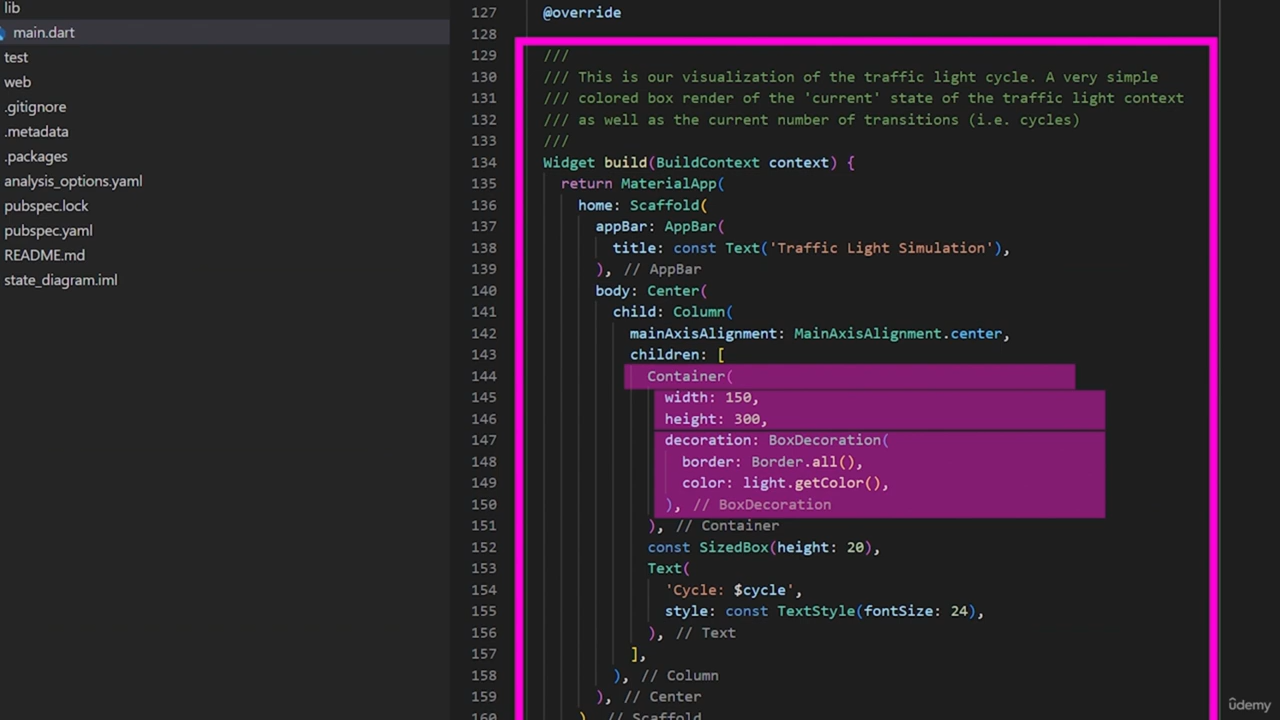 lib
main.dart
test
web
.gitignore
.metadata
.packages
analysis_options.yaml
pubspec.lock
pubspec.yaml
README.md
state_diagram.iml
127 @override
128
129 ///
130 /// This is our visualization of the traffic light cycle. A very simple
131 /// colored box render of the 'current' state of the traffic light context
132 /// as well as the current number of transitions (i.e. cycles)
133 ///
134 Widget build(BuildContext context) {
135 return MaterialApp(
136 home: Scaffold(
137 appBar: AppBar(
138 title: const Text('Traffic Light Simulation'),
139 ), // AppBar
140 body: Center(
141 child: Column(
142 mainAxisAlignment: MainAxisAlignment.center,
143 children: [
144 Container(
145 width: 150,
146 height: 300,
147 decoration: BoxDecoration(
148 border: Border.all(),
149 color: light.getColor(),
150 ), // BoxDecoration
151 ), // Container
152 const SizedBox(height: 20),
153 Text(
154 'Cycle: $cycle',
155 style: const TextStyle(fontSize: 24),
156 ), // Text
157 ],
158 ), // Column
159 ), // Center
160 ), // Scaffold
udemy